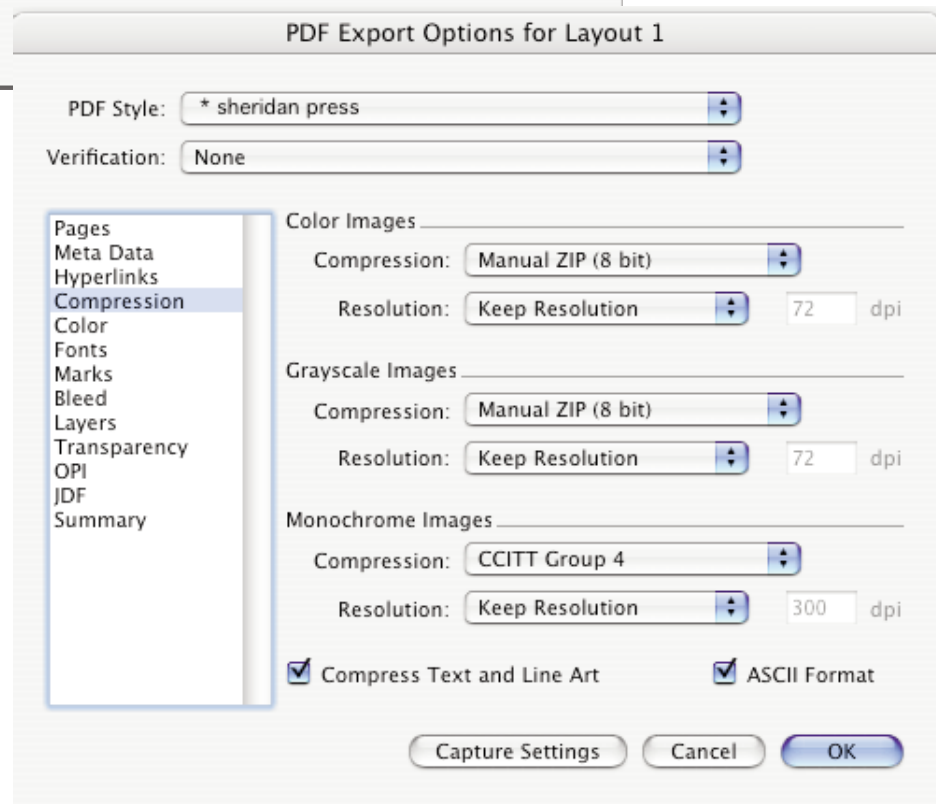 PDF Export Options for Layout 1
PDF Style: * sheridan press
Verification: None
Pages
Meta Data
Hyperlinks
Compression
Color
Fonts
Marks
Bleed
Layers
Transparency
OPI
JDF
Summary
Color Images
Compression: Manual ZIP (8 bit)
Resolution: Keep Resolution 72 dpi
Grayscale Images
Compression: Manual ZIP (8 bit)
Resolution: Keep Resolution 72 dpi
Monochrome Images
Compression: CCITT Group 4
Resolution: Keep Resolution 300 dpi
Compress Text and Line Art ASCII Format
Capture Settings Cancel OK